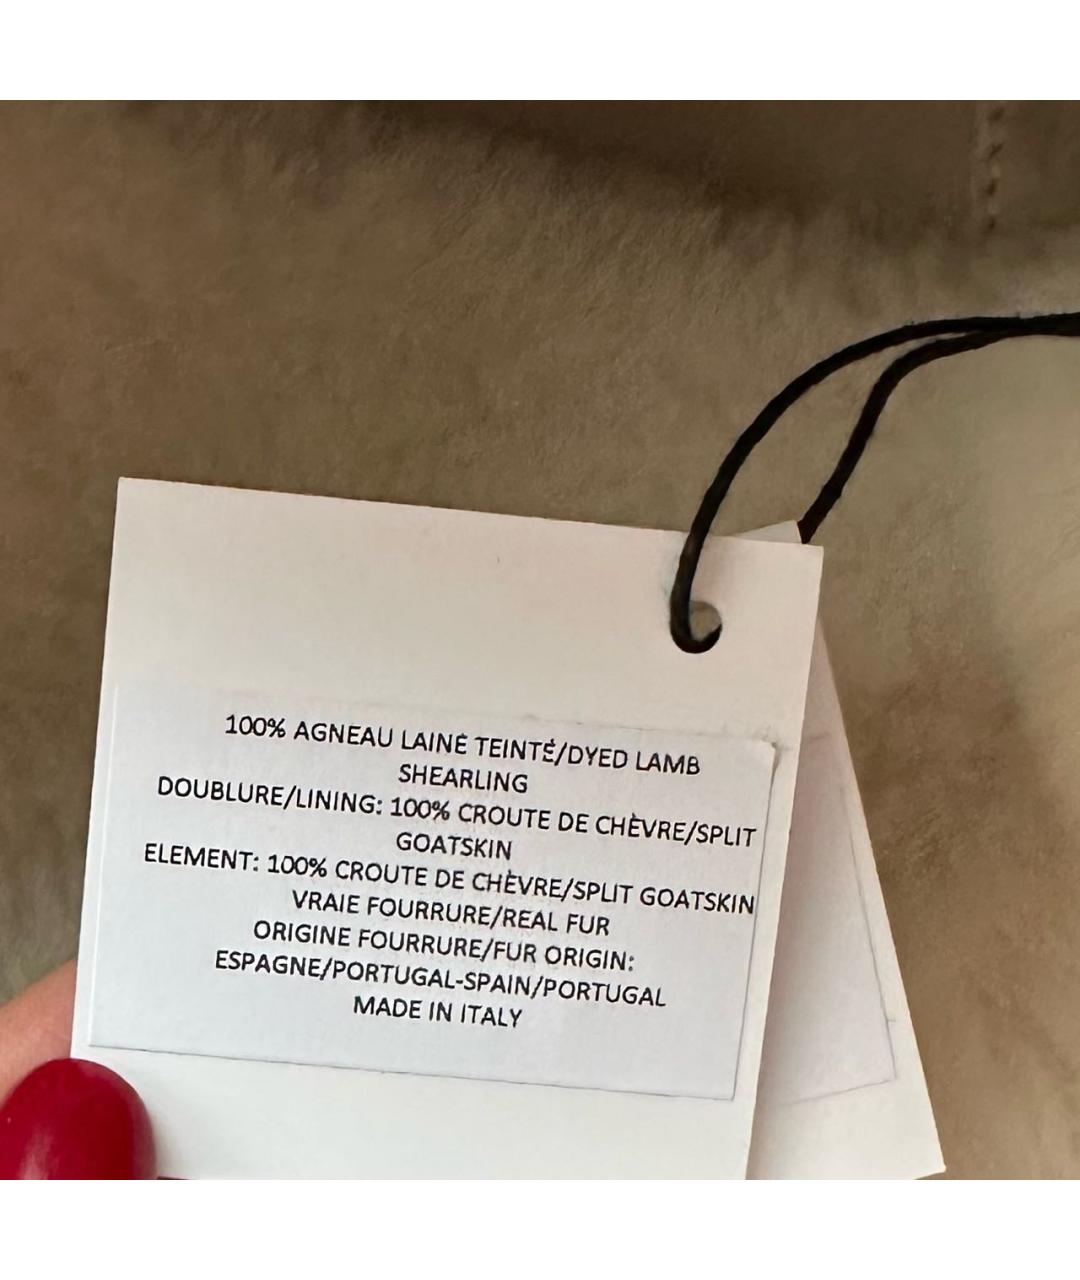 100% AGNEAU LAINE TEINTÉ/DYED LAMB
SHEARLING
DOUBLURE/LINING: 100% CROUTE DE CHÈVRE/SPLIT
GOATSKIN
ELEMENT: 100% CROUTE DE CHÈVRE/SPLIT GOATSKIN
VRAIE FOURRURE/REAL FUR
ORIGINE FOURRURE/FUR ORIGIN:
ESPAGNE/PORTUGAL-SPAIN/PORTUGAL
MADE IN ITALY